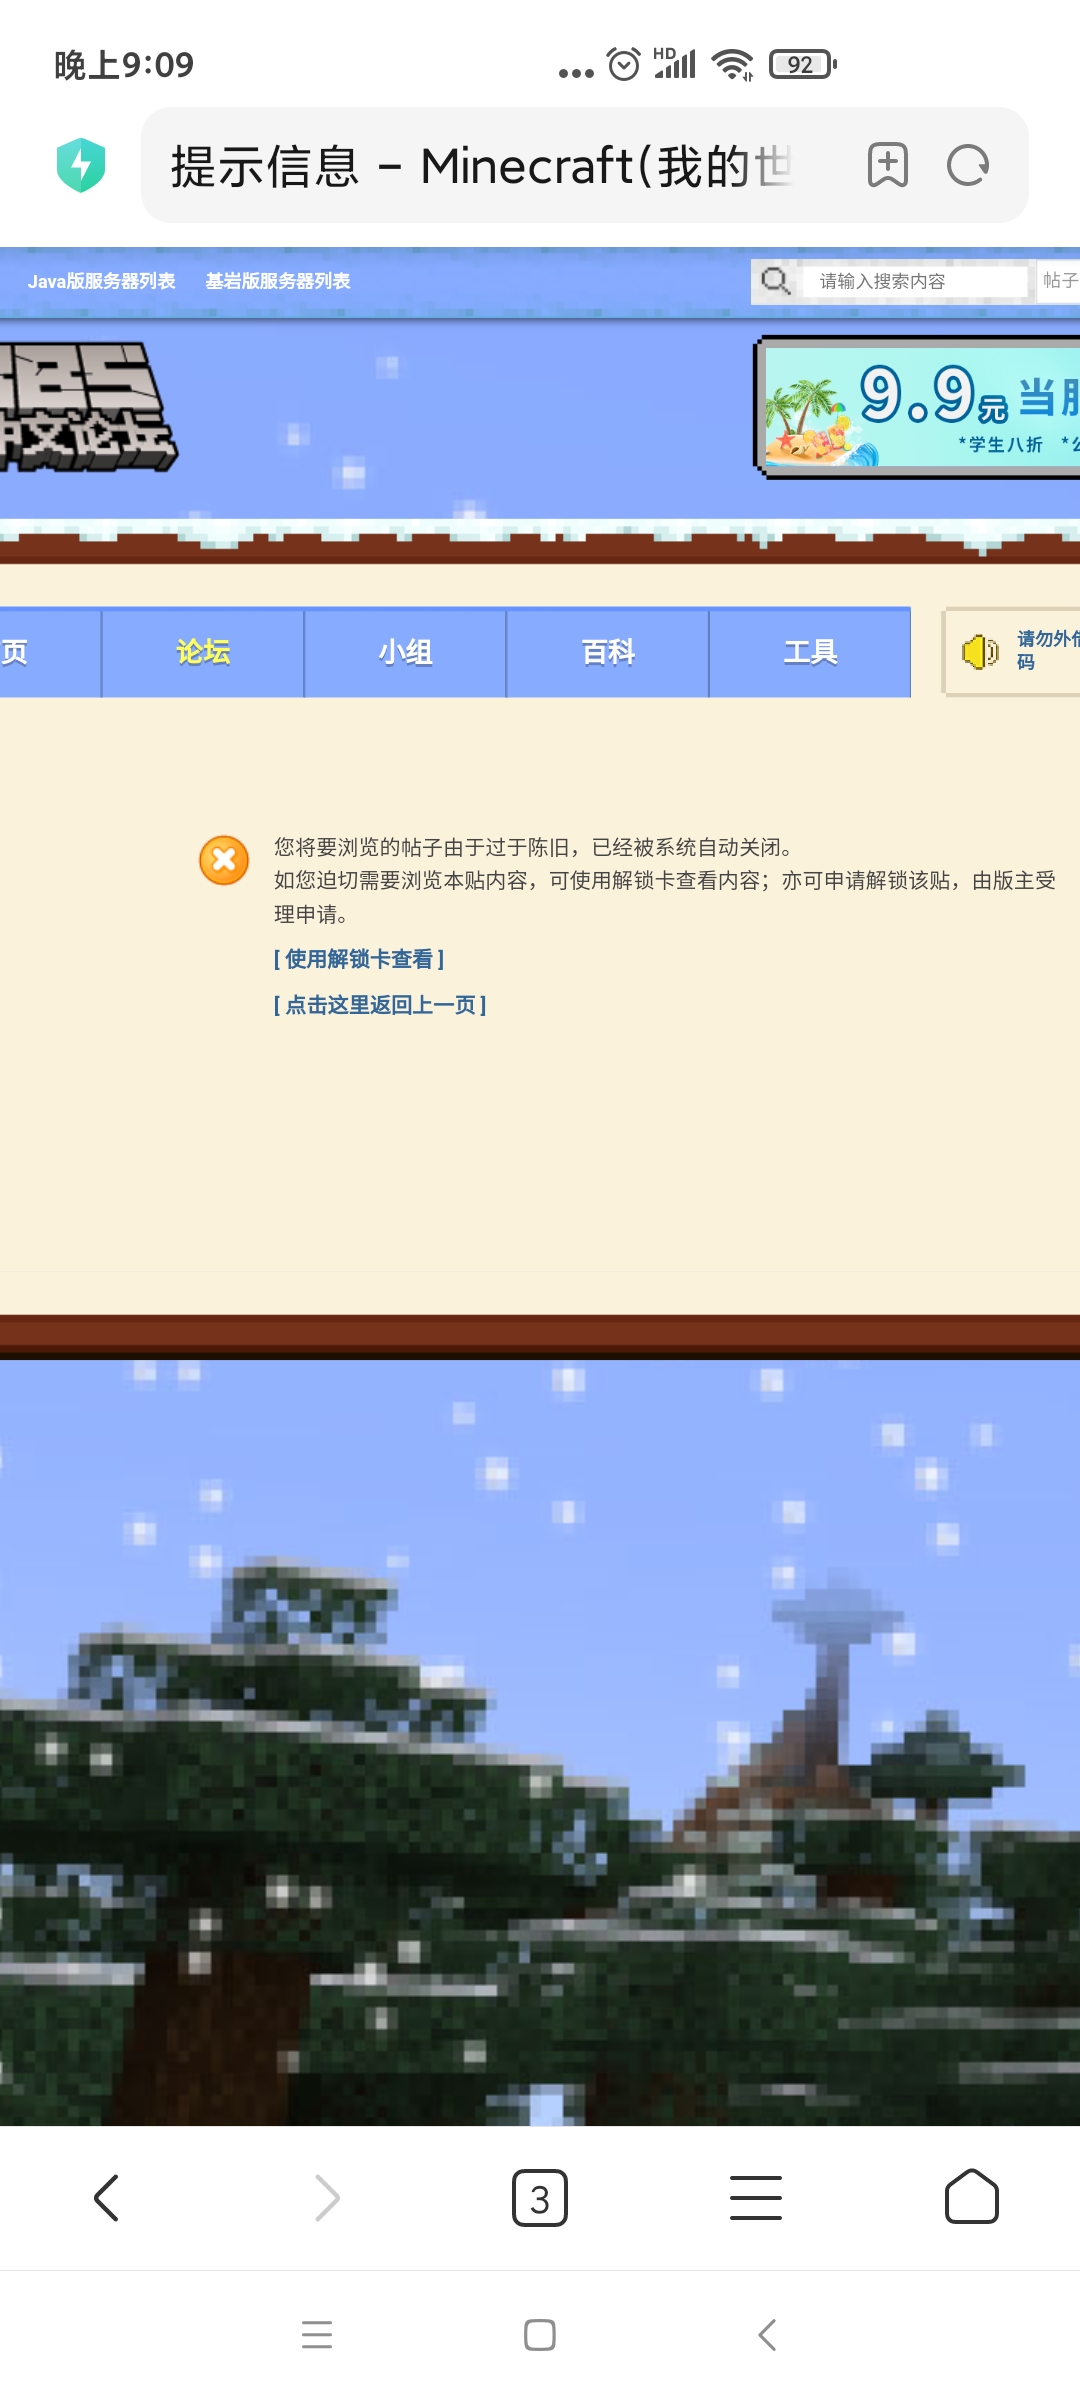 晚上9:09
HD
92
提示信息 - Minecraft(我的世
Java版服务器列表 基岩版服务器列表
请输入搜索内容
帖子
中文论坛
9.9元当
*学生八折
页
论坛
小组
百科
工具
请勿外
码
您将要浏览的帖子由于过于陈旧，已经被系统自动关闭。
如您迫切需要浏览本贴内容，可使用解锁卡查看内容；亦可申请解锁该贴，由版主受
理申请。
[ 使用解锁卡查看 ]
[ 点击这里返回上一页 ]
3